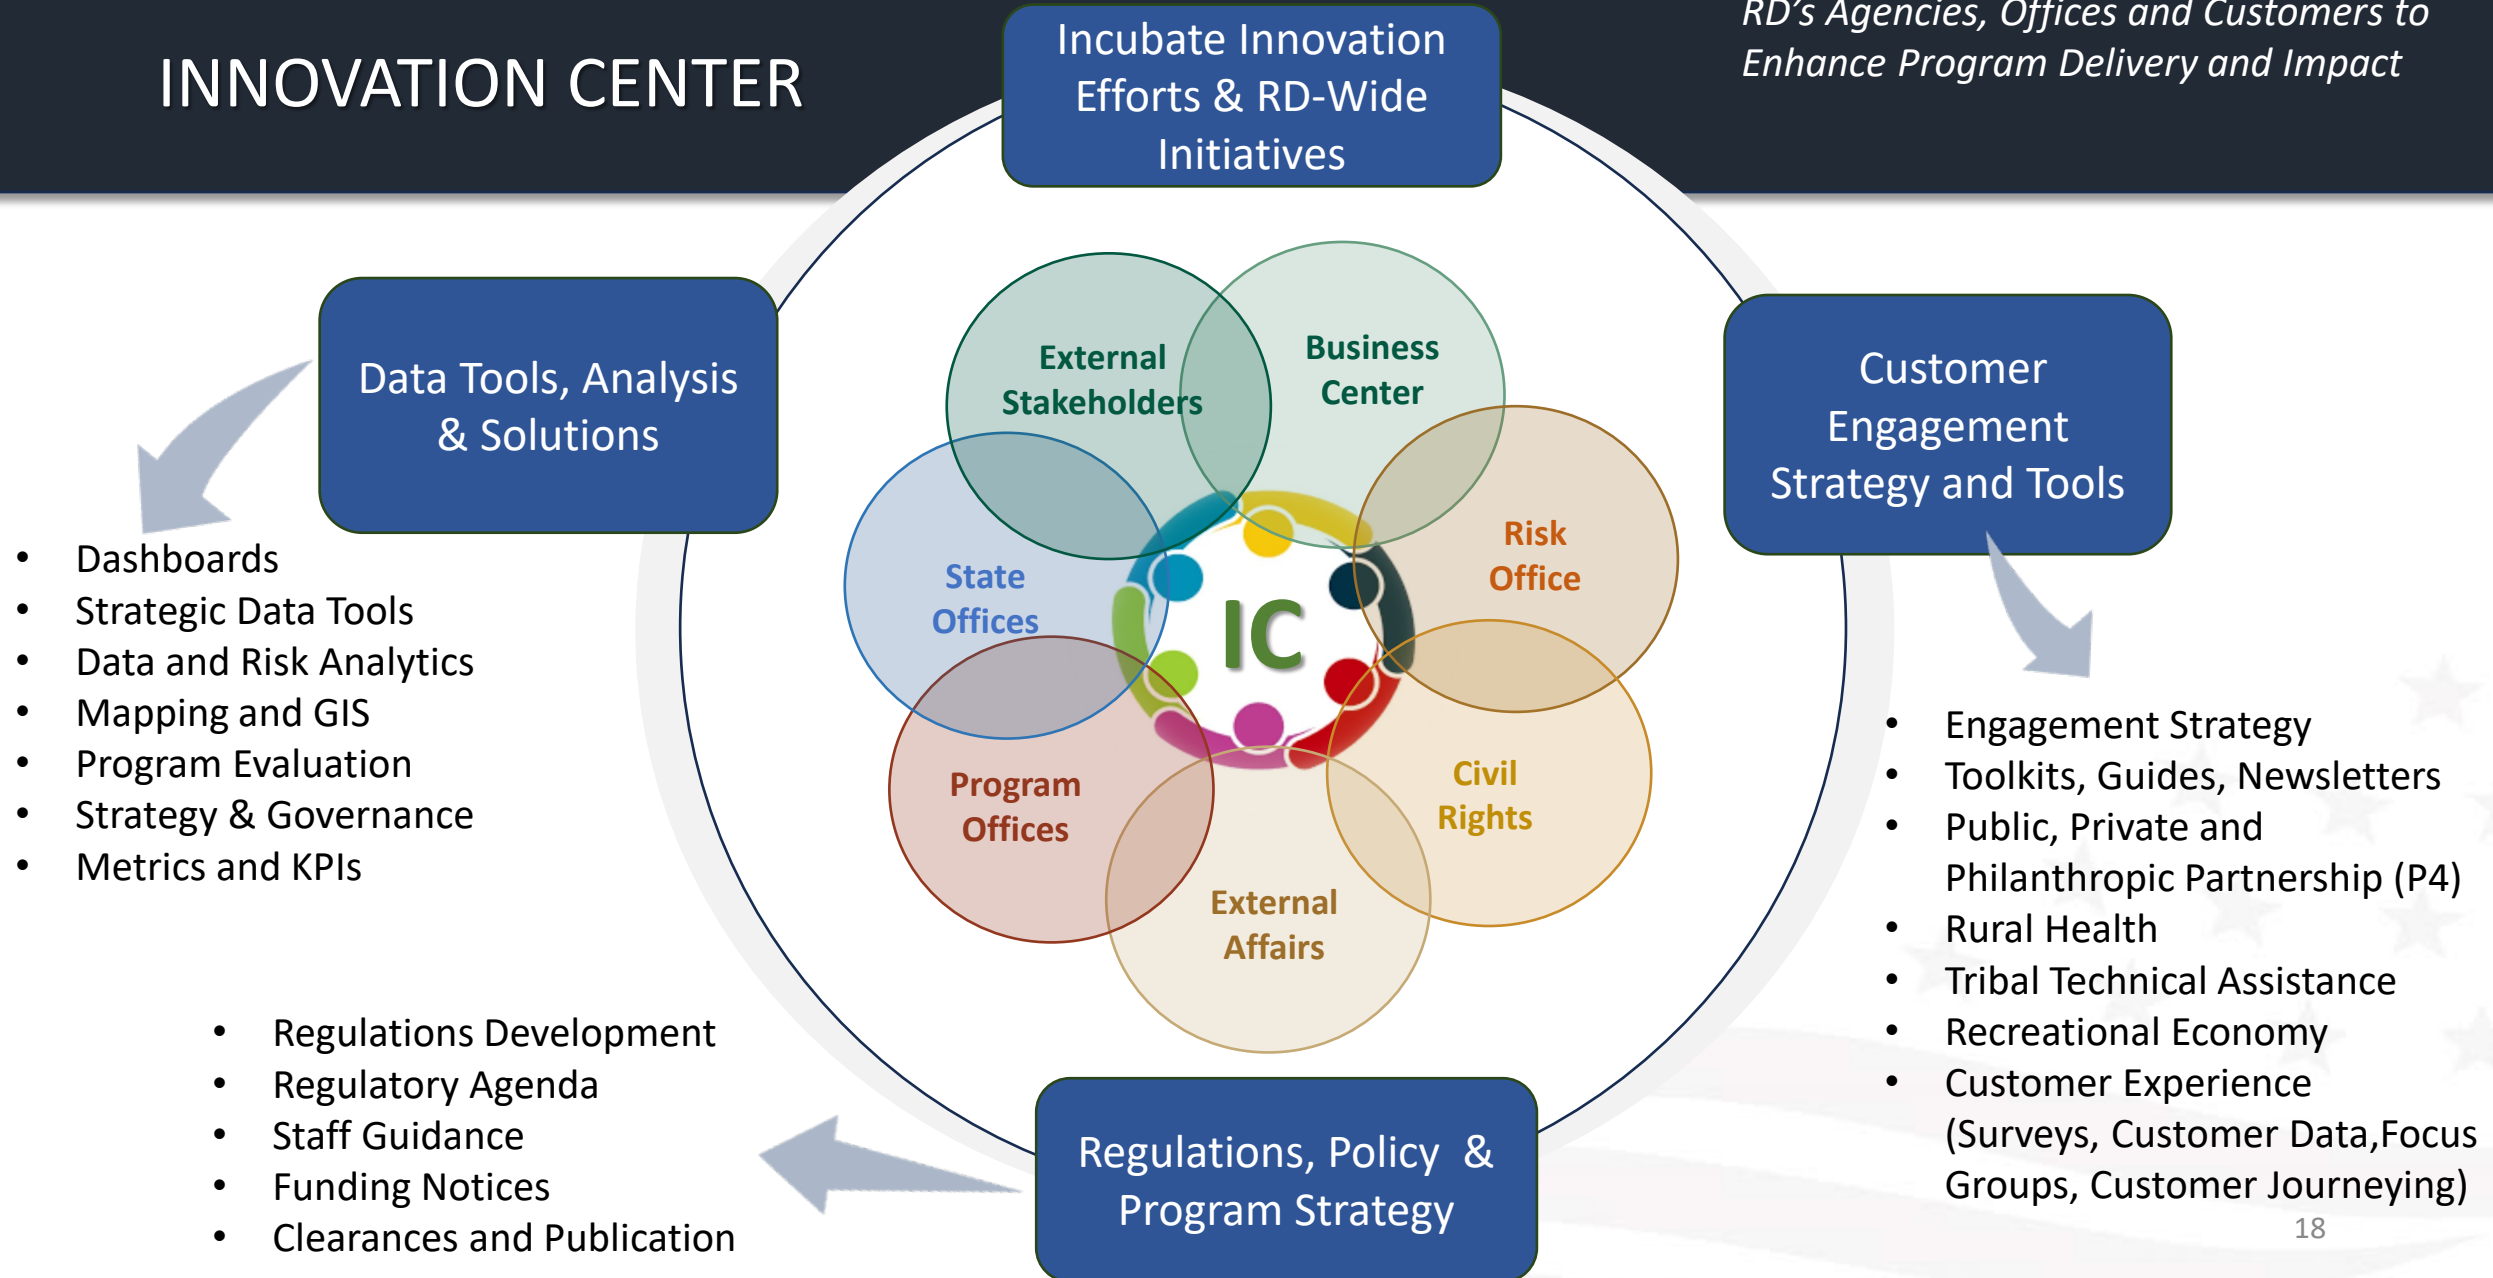 INNOVATION CENTER
Incubate Innovation
Efforts & RD-Wide
Initiatives
RD's Agencies, Offices and Customers to
Enhance Program Delivery and Impact
Data Tools, Analysis
& Solutions
• Dashboards
• Strategic Data Tools
• Data and Risk Analytics
• Mapping and GIS
• Program Evaluation
• Strategy & Governance
• Metrics and KPIs
External
Stakeholders
Business
Center
Risk
Office
State
Offices
IC
Civil
Rights
Program
Offices
External
Affairs
Customer
Engagement
Strategy and Tools
• Engagement Strategy
• Toolkits, Guides, Newsletters
• Public, Private and
Philanthropic Partnership (P4)
• Rural Health
• Tribal Technical Assistance
• Recreational Economy
• Customer Experience
(Surveys, Customer Data,Focus
Groups, Customer Journeying)
• Regulations Development
• Regulatory Agenda
• Staff Guidance
• Funding Notices
• Clearances and Publication
Regulations, Policy &
Program Strategy
18